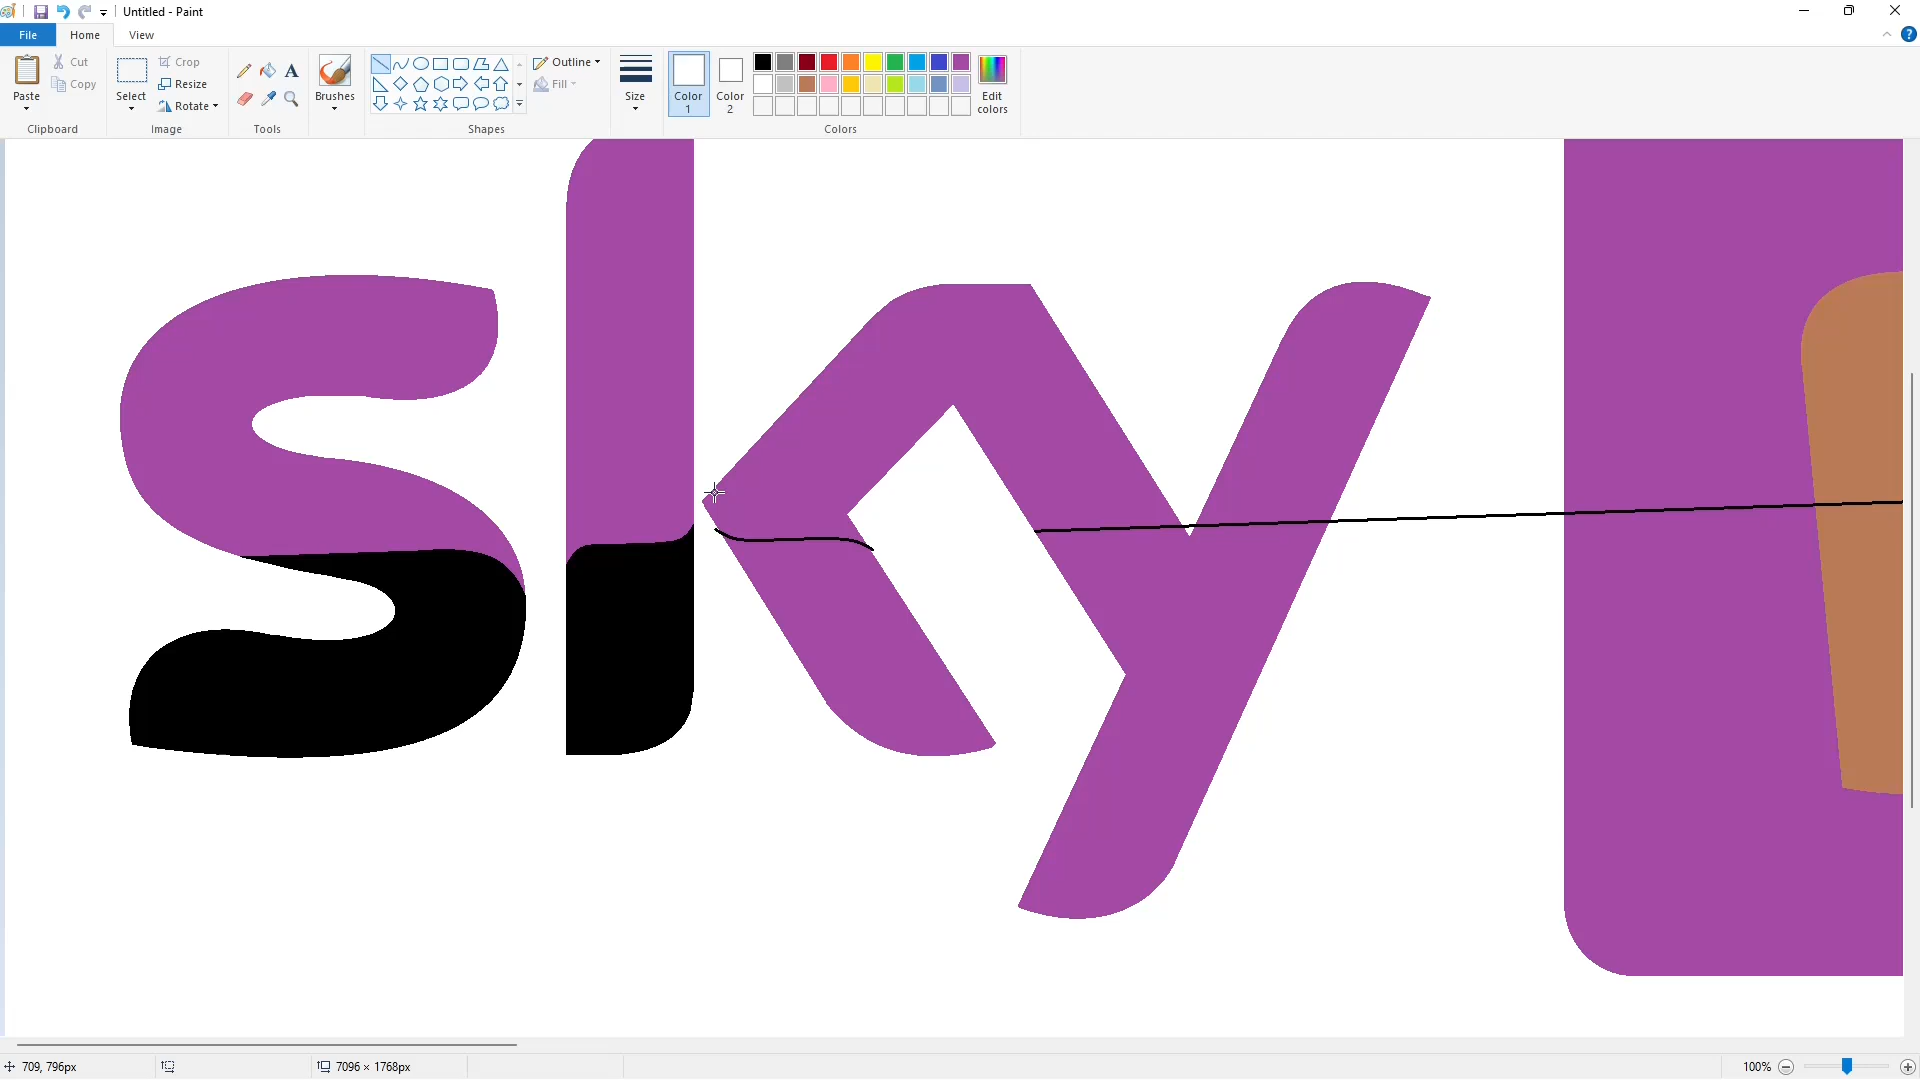 Untitled - Paint
File
Home
View
?
Paste
Cut
Copy
Clipboard
Select
Crop
Resize
Rotate
Image
A
Tools
Brushes
Shapes
Outline
Fill
Size
Color
1
Color
2
Edit
colors
Colors
sky
709, 796px
7096 × 1768px
100%